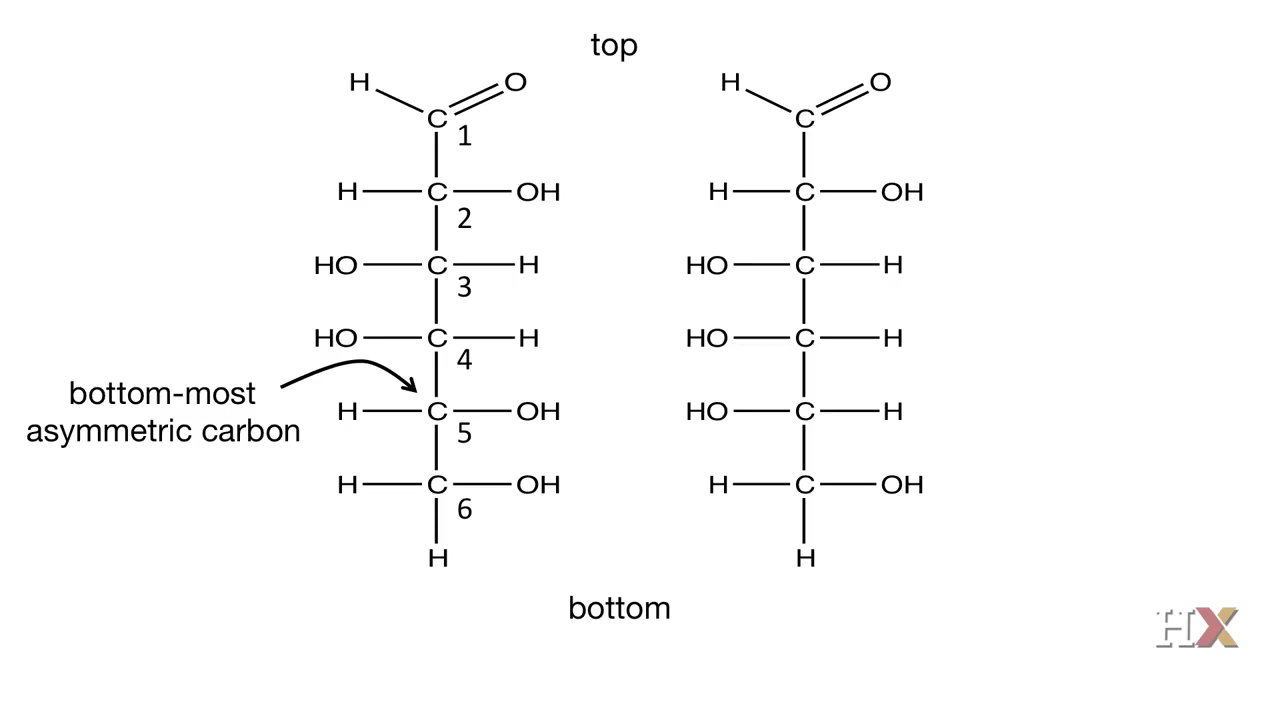 top
H O H O
C C
1
H C OH H C OH
2
HO C H HO C H
3
HO C H HO C H
4
bottom-most
asymmetric carbon
H C OH HO C H
5
H C OH H C OH
6
H H
bottom
HX